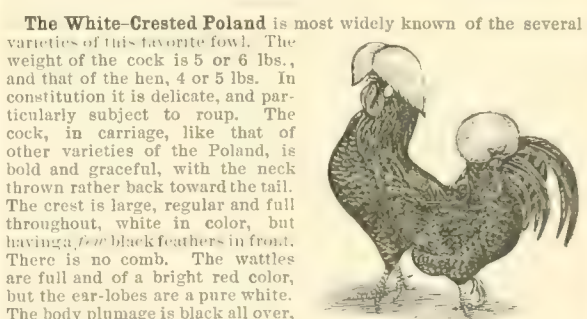 The White-Crested Poland is most widely known of the several
varieties of this favorite fowl. The
weight of the cock is 5 or 6 lbs.,
and that of the hen, 4 or 5 lbs. In
constitution it is delicate, and par-
ticularly subject to roup. The
cock, in carriage, like that of
other varieties of the Poland, is
bold and graceful, with the neck
thrown rather back toward the tail.
The crest is large, regular and full
throughout, white in color, but
having a few black feathers in front.
There is no comb. The wattles
are full and of a bright red color,
but the ear-lobes are a pure white.
The body plumage is black all over,